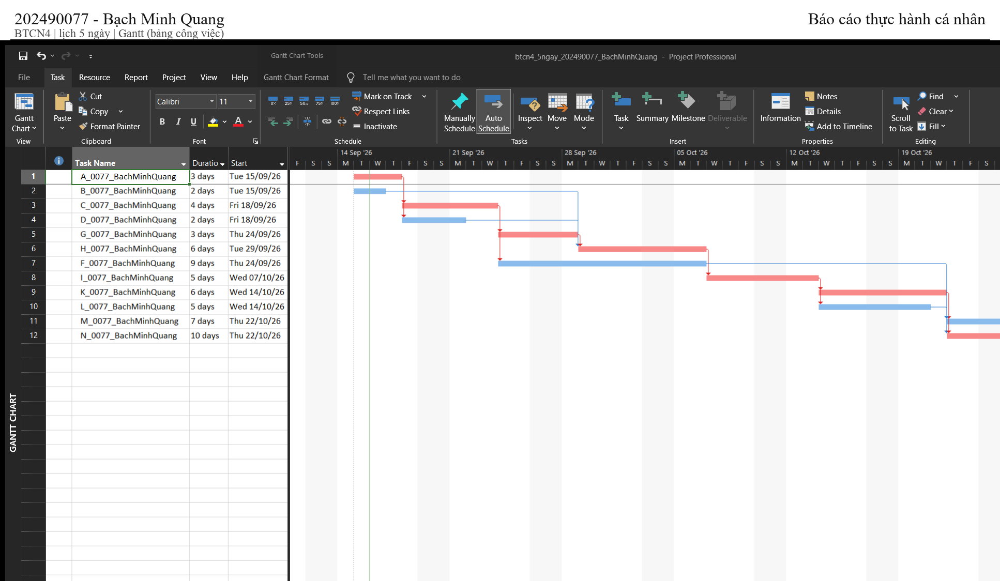 202490077 - Bạch Minh Quang
Báo cáo thực hành cá nhân
BTCN4 | lịch 5 ngày | Gantt (bảng công việc)
Gantt Chart Tools
btcn4_5ngay_202490077_BachMinhQuang - Project Professional
File Task Resource Report Project View Help Gantt Chart Format Tell me what you want to do
Gantt Chart
View
Paste
Cut
Copy
Format Painter
Clipboard
Calibri 11
B I U A
Font
0% 25% 50% 75% 100%
Mark on Track
Respect Links
Inactivate
Schedule
Manually Schedule
Auto Schedule
Inspect
Move
Mode
Tasks
Task
Summary
Milestone
Deliverable
Insert
Information
Notes
Details
Add to Timeline
Properties
Scroll to Task
Find
Clear
Fill
Editing
Task Name Duratio Start
14 Sep '26 21 Sep '26 28 Sep '26 05 Oct '26 12 Oct '26 19 Oct '26
F S S M T W T F S S M T W T F S S M T W T F S S M T W T F S S M T W T F S S M T W T F S
1 A_0077_BachMinhQuang 3 days Tue 15/09/26
2 B_0077_BachMinhQuang 2 days Tue 15/09/26
3 C_0077_BachMinhQuang 4 days Fri 18/09/26
4 D_0077_BachMinhQuang 2 days Fri 18/09/26
5 G_0077_BachMinhQuang 3 days Thu 24/09/26
6 H_0077_BachMinhQuang 6 days Tue 29/09/26
7 F_0077_BachMinhQuang 9 days Thu 24/09/26
8 I_0077_BachMinhQuang 5 days Wed 07/10/26
9 K_0077_BachMinhQuang 6 days Wed 14/10/26
10 L_0077_BachMinhQuang 5 days Wed 14/10/26
11 M_0077_BachMinhQuang 7 days Thu 22/10/26
12 N_0077_BachMinhQuang 10 days Thu 22/10/26
GANTT CHART